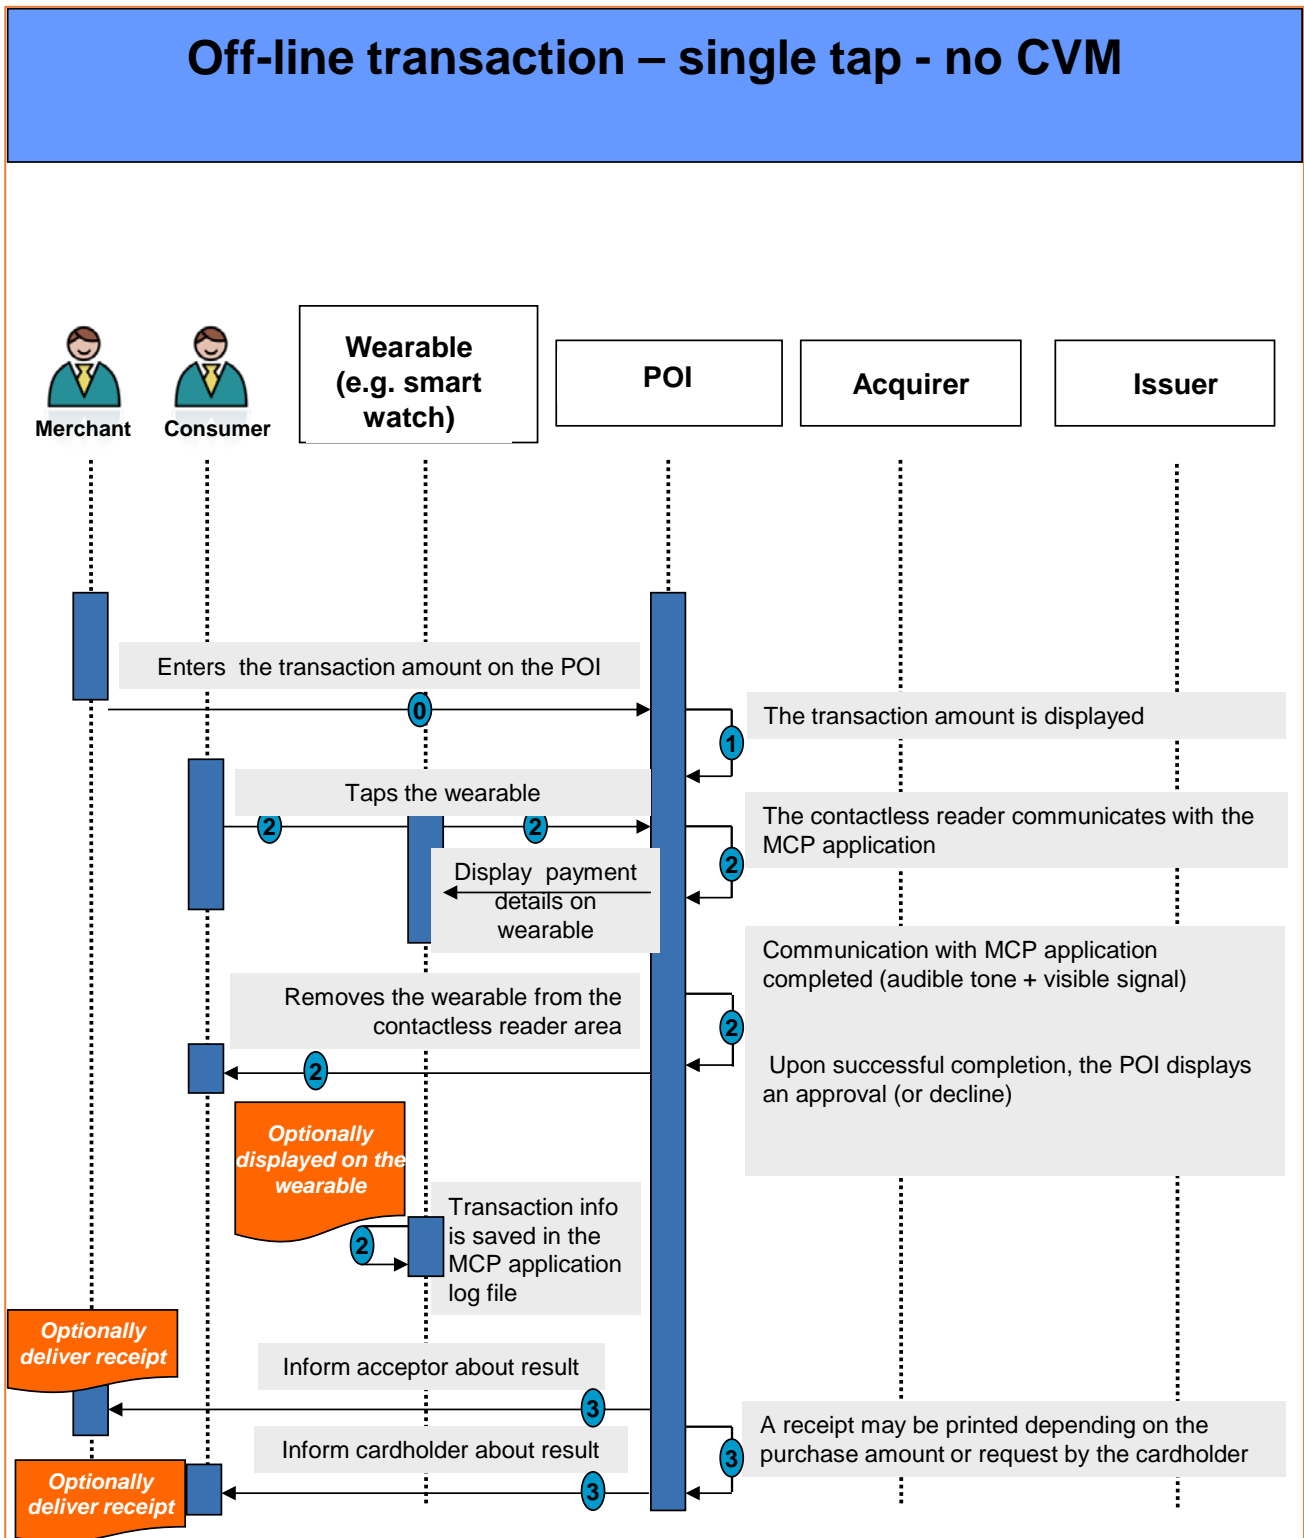 Off-line transaction – single tap - no CVM
Wearable
(e.g. smart
watch)
POI
Acquirer
Issuer
Merchant
Consumer
Enters  the transaction amount on the POI
0
The transaction amount is displayed
1
Taps the wearable
2
2
The contactless reader communicates with the
MCP application
2
Display  payment
details on
wearable
Communication with MCP application
completed (audible tone + visible signal)
Removes the wearable from the
contactless reader area
2
2
Upon successful completion, the POI displays
an approval (or decline)
Optionally
displayed on the
wearable
Transaction info
is saved in the
MCP application
log file
2
Optionally
deliver receipt
Inform acceptor about result
3
A receipt may be printed depending on the
purchase amount or request by the cardholder
3
Inform cardholder about result
3
Optionally
deliver receipt